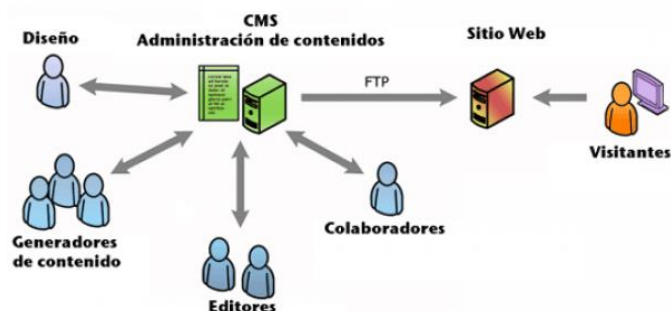 CMS
Administración de contenidos
Diseño
Sitio Web
FTP
Visitantes
Colaboradores
Generadores
de contenido
Editores